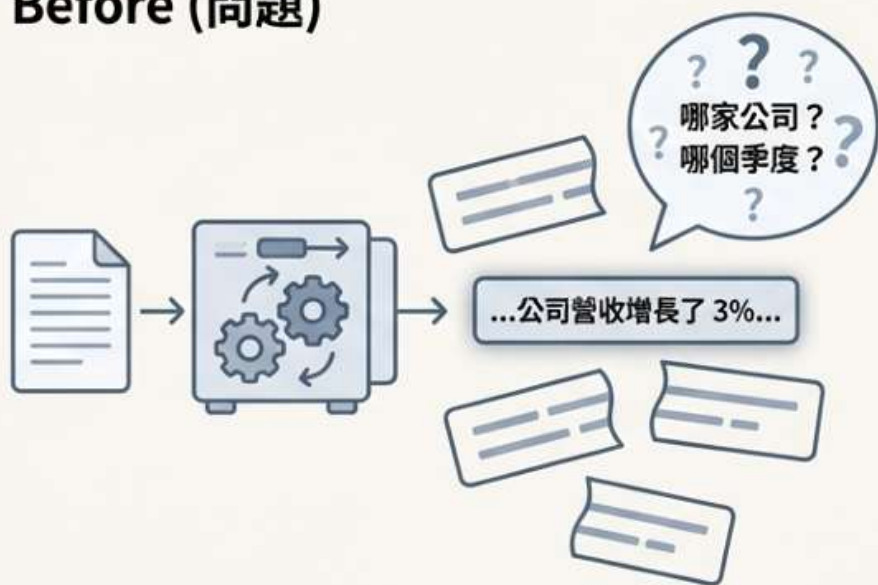 Before (問題)
? ? ?
哪家公司？
? ?
哪個季度？
?
...公司營收增長了 3%...